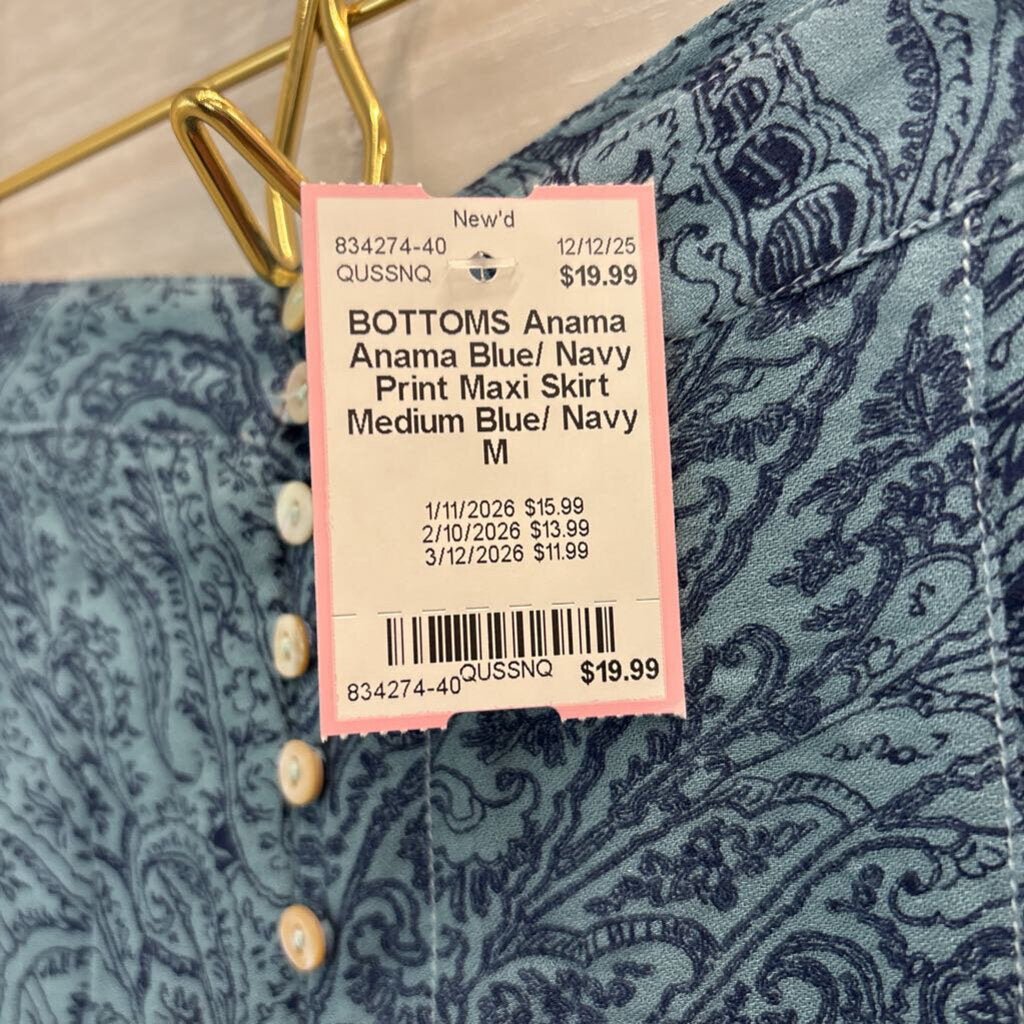 New'd
834274-40 12/12/25
QUSSNQ $19.99
BOTTOMS Anama
Anama Blue/ Navy
Print Maxi Skirt
Medium Blue/ Navy
M
1/11/2026 $15.99
2/10/2026 $13.99
3/12/2026 $11.99
834274-40 QUSSNQ $19.99